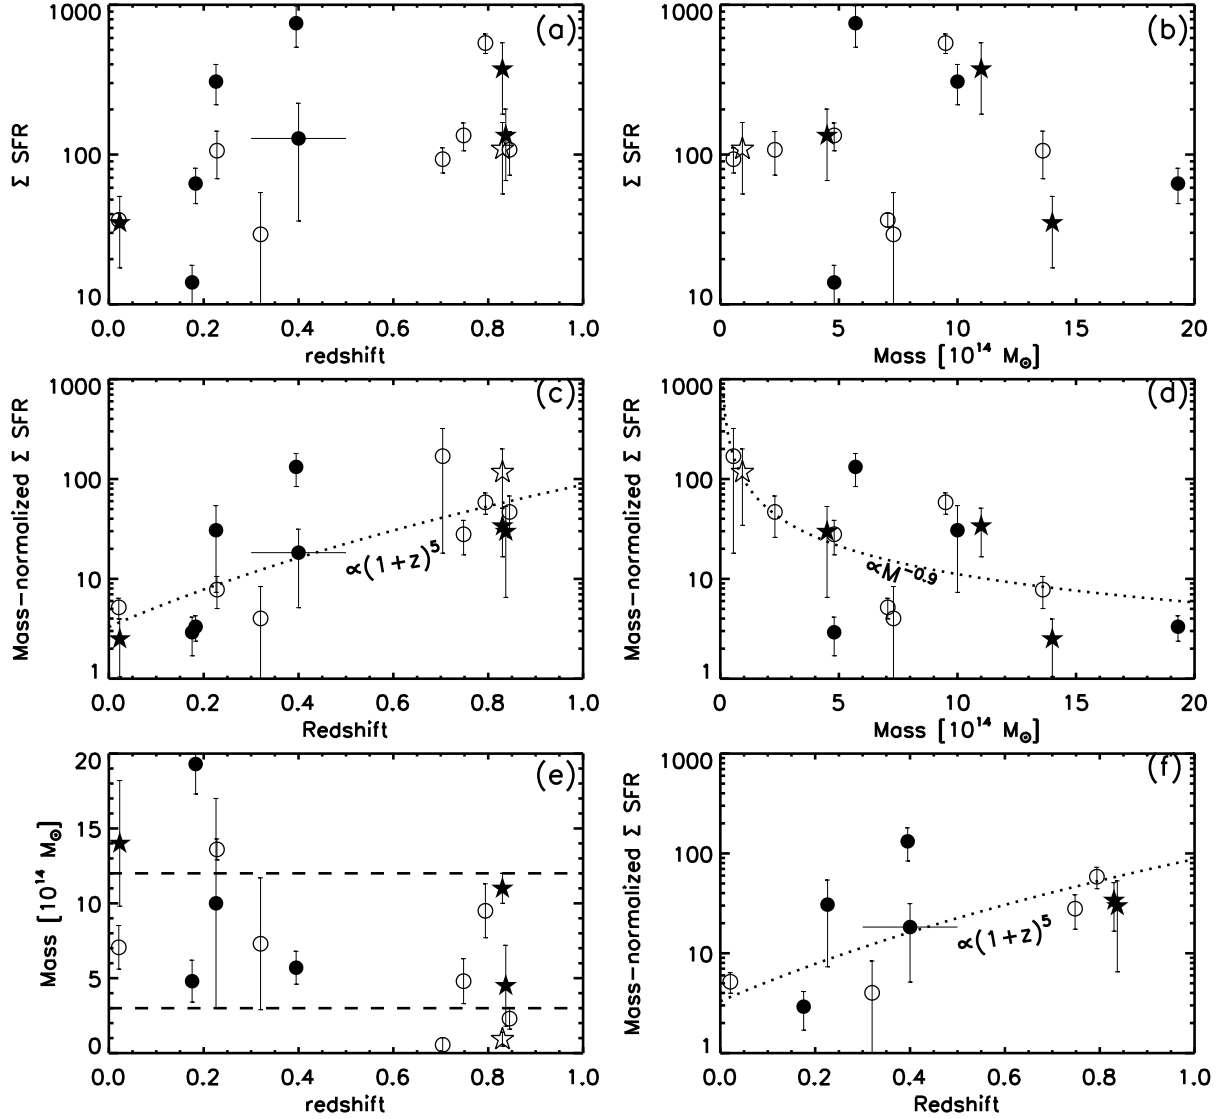 1000
100
10
Σ SFR
(a)
0.0 0.2 0.4 0.6 0.8 1.0
redshift
1000
100
10
Σ SFR
(b)
0 5 10 15 20
Mass [10¹⁴ M⊙]
1000
100
10
1
Mass-normalized Σ SFR
(c)
∝(1+z)⁵
0.0 0.2 0.4 0.6 0.8 1.0
Redshift
1000
100
10
1
Mass-normalized Σ SFR
(d)
∝M⁻⁰·⁹
0 5 10 15 20
Mass [10¹⁴ M⊙]
20
15
10
5
0
Mass [10¹⁴ M⊙]
(e)
0.0 0.2 0.4 0.6 0.8 1.0
redshift
1000
100
10
1
Mass-normalized Σ SFR
(f)
∝(1+z)⁵
0.0 0.2 0.4 0.6 0.8 1.0
Redshift